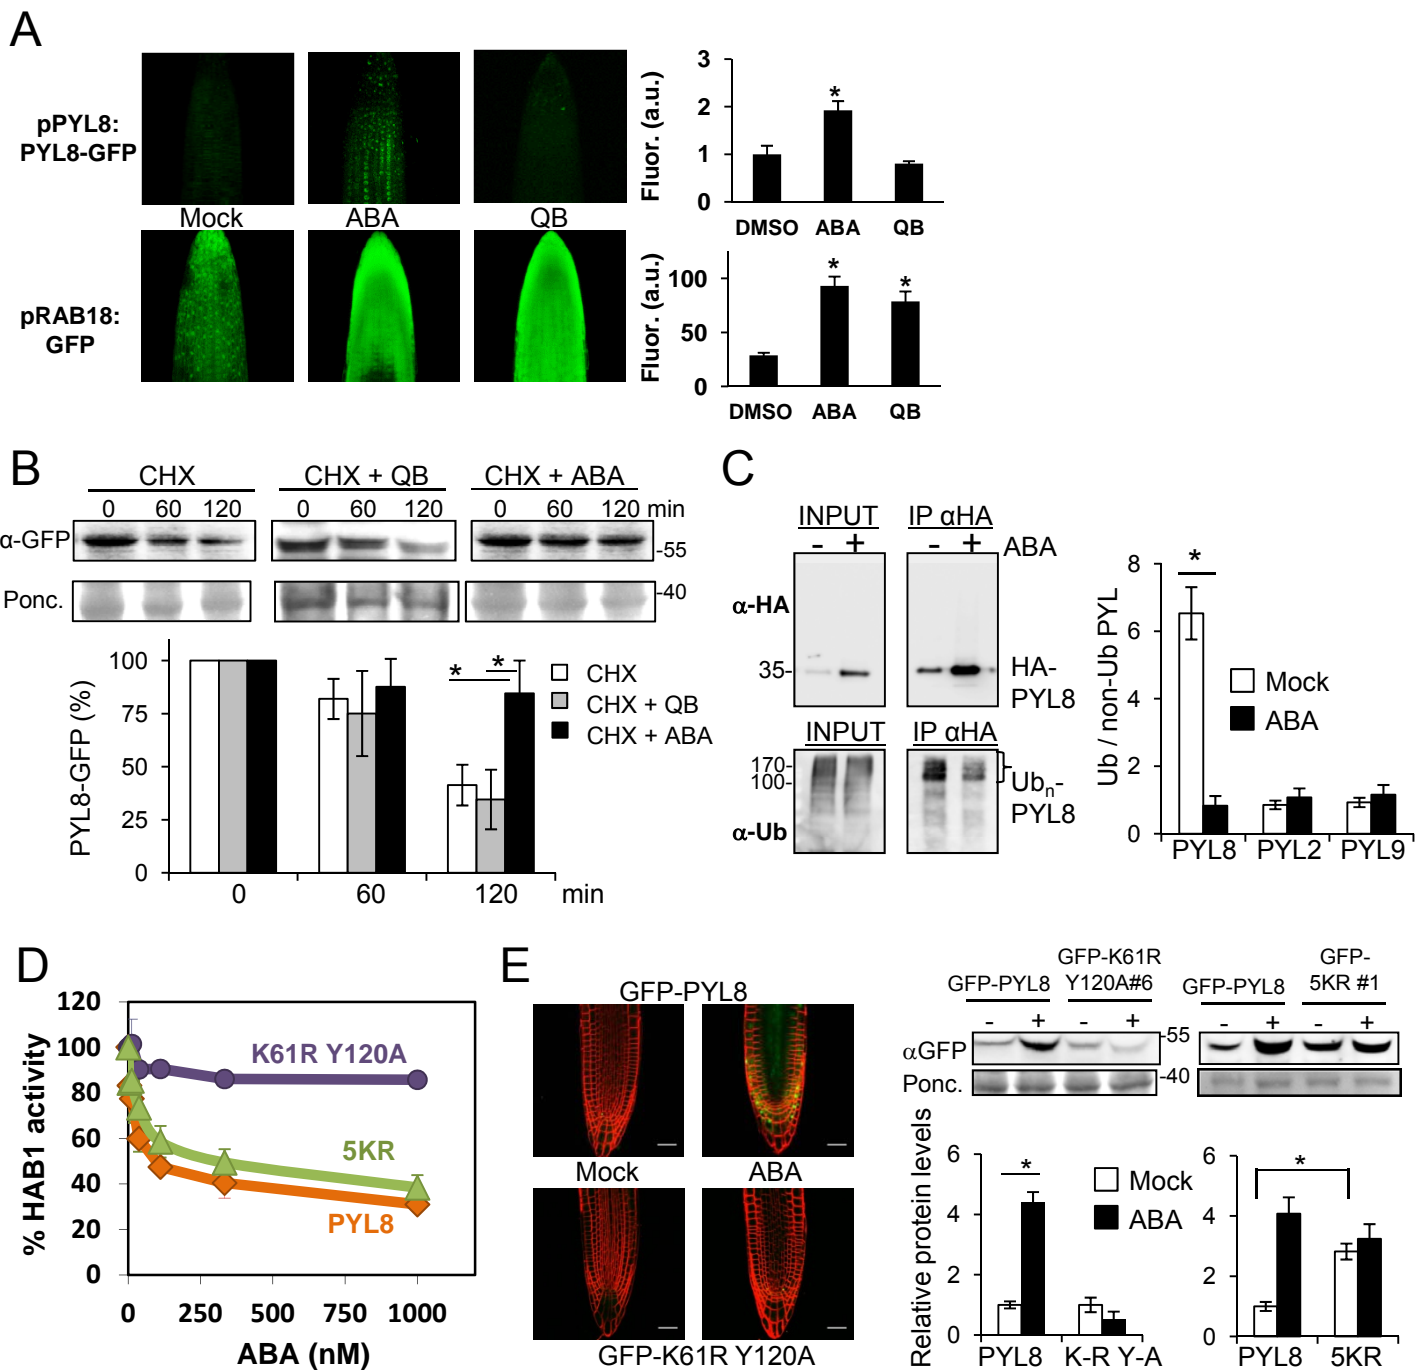 A
pPYL8:
PYL8-GFP
Mock ABA QB
pRAB18:
GFP
Fluor. (a.u.)
3
2
1
0
*
DMSO ABA QB
Fluor. (a.u.)
100
50
0
* *
DMSO ABA QB
B
CHX CHX + QB CHX + ABA
0 60 120 0 60 120 0 60 120 min
α-GFP -55
Ponc. -40
PYL8-GFP (%)
100
75
50
25
0
* *
CHX
CHX + QB
CHX + ABA
0 60 120 min
C
INPUT IP αHA
- + - + ABA
α-HA
35-
HA-
PYL8
INPUT IP αHA
170-
100-
Ubn-
PYL8
α-Ub
Ub / non-Ub PYL
8
6
4
2
0
*
Mock
ABA
PYL8 PYL2 PYL9
D
% HAB1 activity
120
100
80
60
40
20
0
K61R Y120A
5KR
PYL8
0 250 500 750 1000
ABA (nM)
E
GFP-PYL8
Mock ABA
GFP-K61R Y120A
GFP-PYL8
GFP-K61R
Y120A#6
GFP-PYL8
GFP-
5KR #1
- + - + -55 - + - +
αGFP
Ponc. -40
Relative protein levels
6
4
2
0
*
Mock
ABA
PYL8 K-R Y-A
6
4
2
0
*
PYL8 5KR